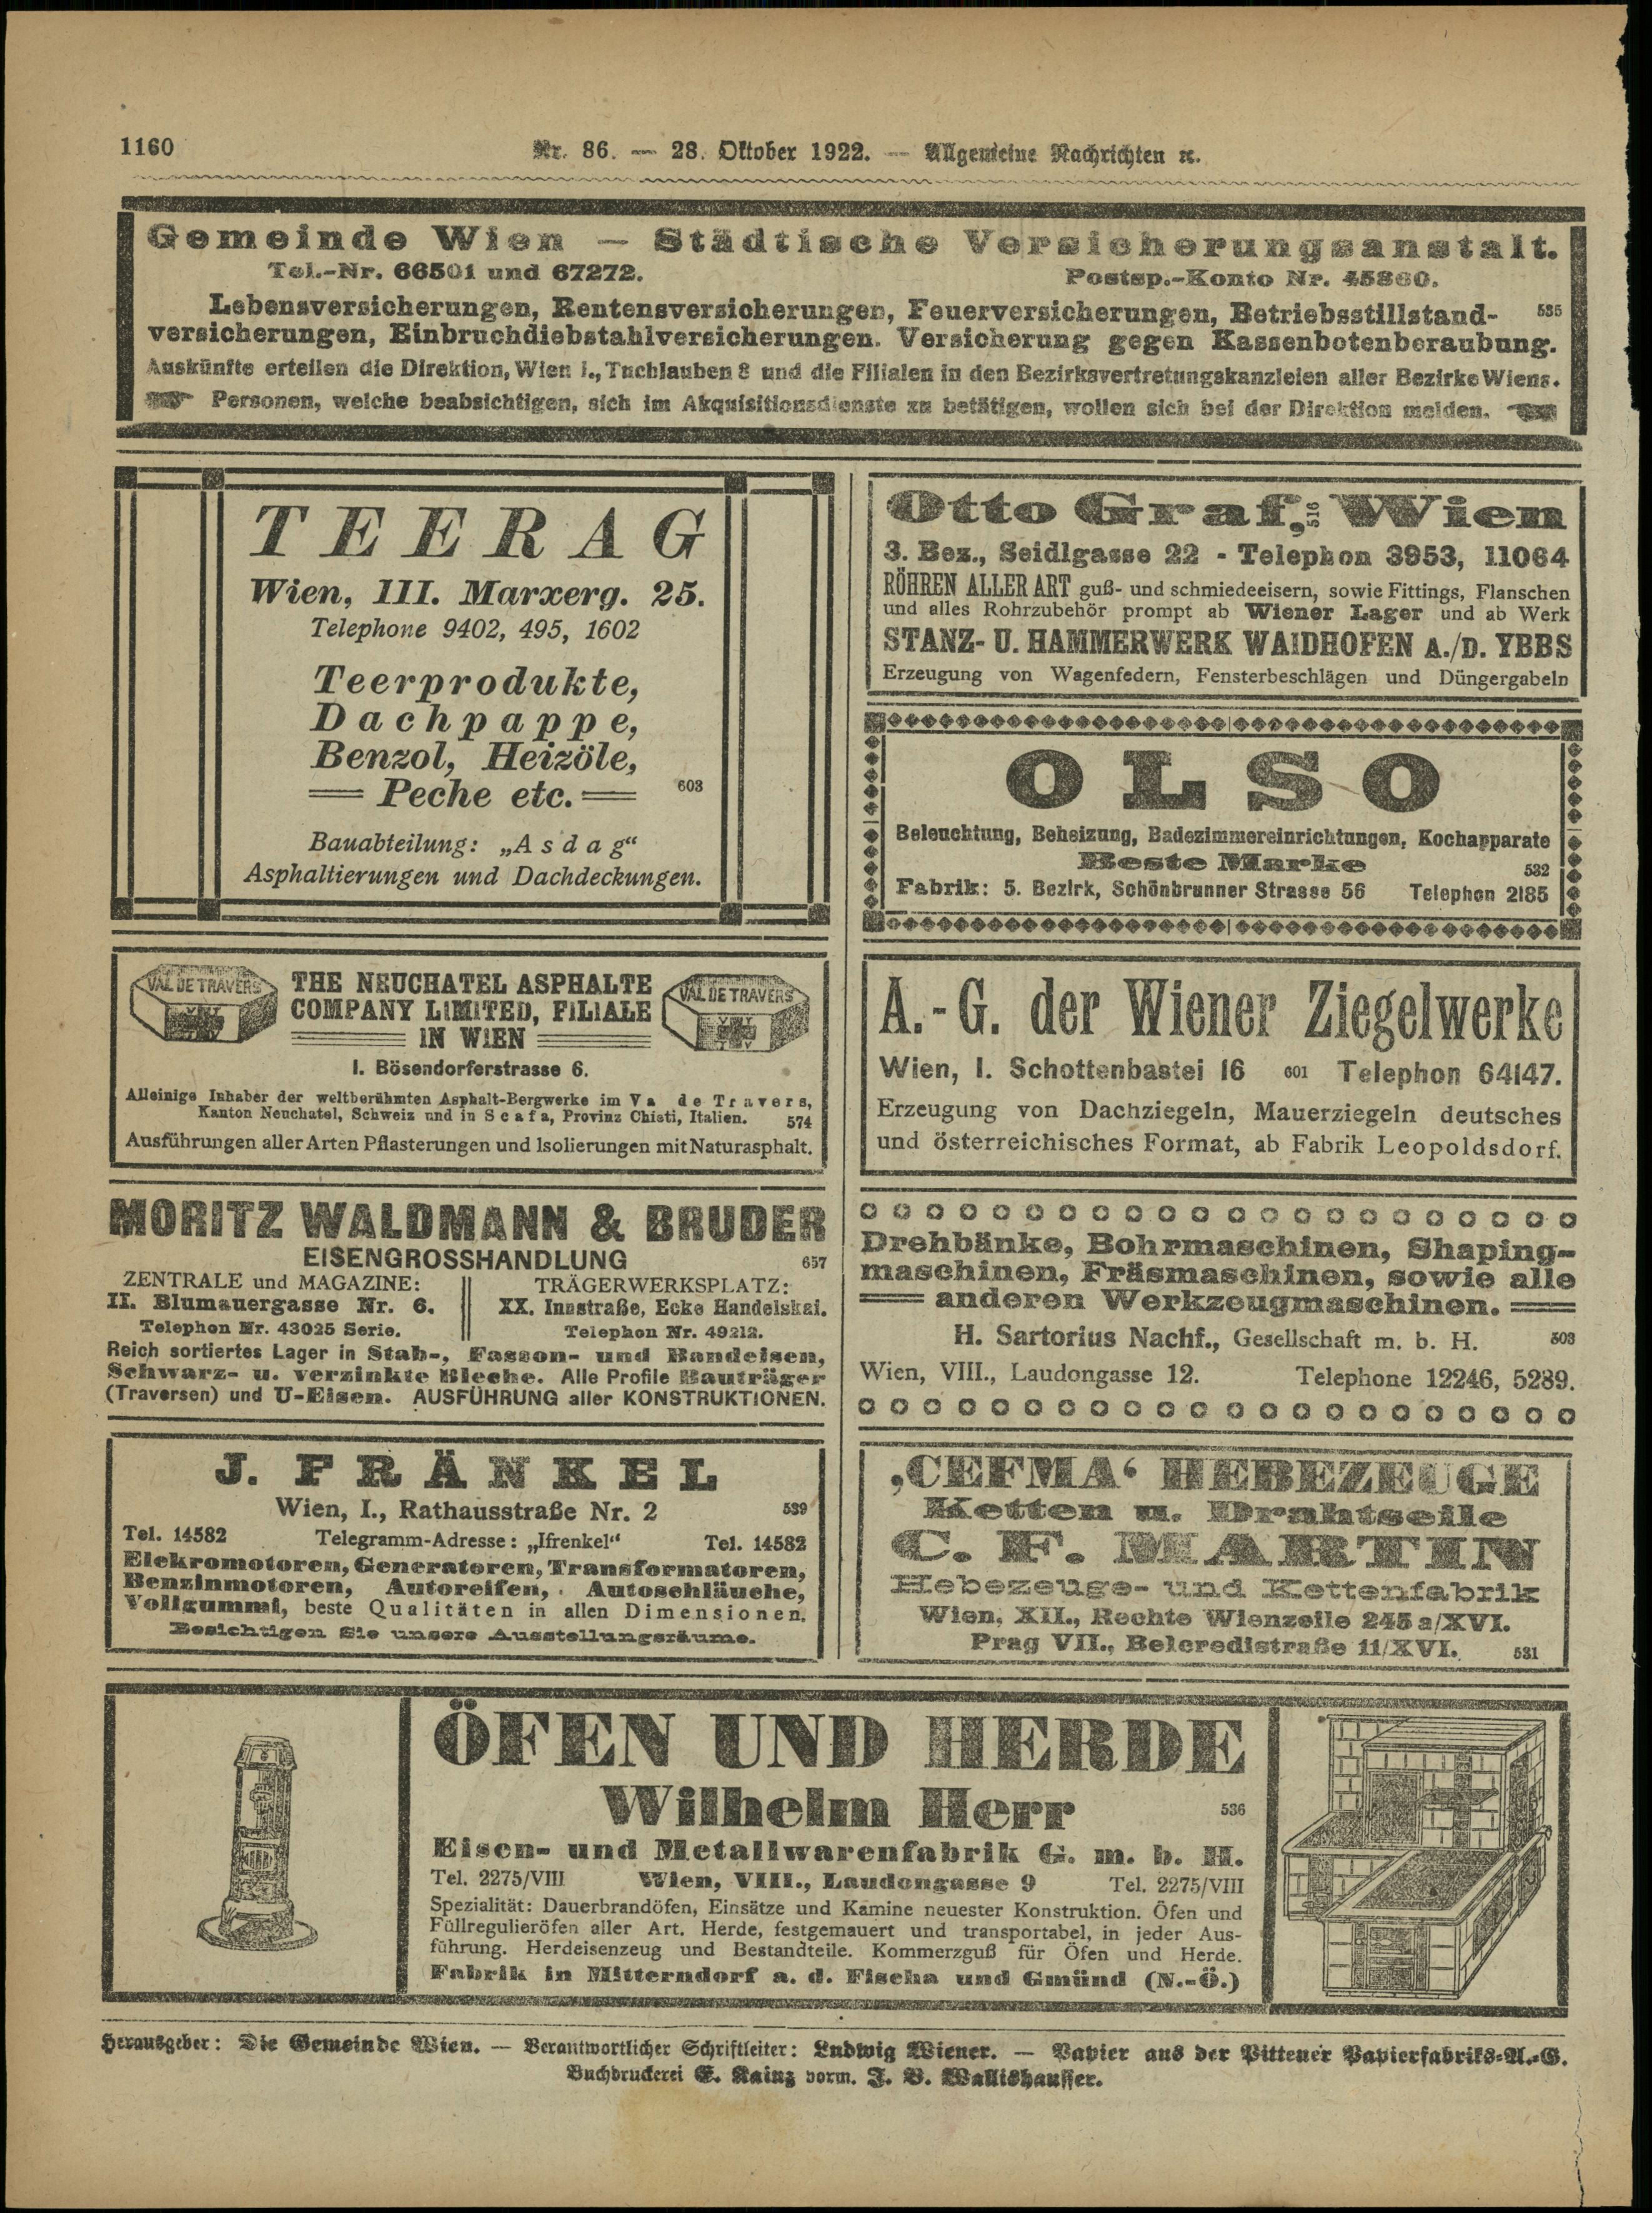 1160
Nr. 86. — 28. Oktober 1922. — Allgemeine Nachrichten ꝛc.
Gemeinde Wien — Städtische Versicherungsanstalt.
Tel.-Nr. 66501 und 67272. Postsp.-Konto Nr. 45860.
Lebensversicherungen, Rentensversicherungen, Feuerversicherungen, Betriebsstillstand- 535
versicherungen, Einbruchdiebstahlversicherungen. Versicherung gegen Kassenbotenberaubung.
Auskünfte erteilen die Direktion, Wien I., Tuchlauben 8 und die Filialen in den Bezirksvertretungskanzleien aller Bezirke Wiens.
Personen, welche beabsichtigen, sich im Akquisitionsdienste zu betätigen, wollen sich bei der Direktion melden.
TEERAG
Wien, III. Marxerg. 25.
Telephone 9402, 495, 1602
Teerprodukte,
Dachpappe,
Benzol, Heizöle,
Peche etc. 603
Bauabteilung: „Asdag“
Asphaltierungen und Dachdeckungen.
VAL DE TRAVERS
THE NEUCHATEL ASPHALTE
COMPANY LIMITED, FILIALE
IN WIEN
VAL DE TRAVERS
I. Bösendorferstrasse 6.
Alleinige Inhaber der weltberühmten Asphalt-Bergwerke im Va de Travers,
Kanton Neuchatel, Schweiz und in Scafa, Provinz Chieti, Italien. 574
Ausführungen aller Arten Pflasterungen und Isolierungen mit Naturasphalt.
MORITZ WALDMANN & BRUDER
EISENGROSSHANDLUNG 657
ZENTRALE und MAGAZINE:
II. Blumauergasse Nr. 6.
Telephon Nr. 43025 Serie.
TRÄGERWERKSPLATZ:
XX. Innstraße, Ecke Handelskai.
Telephon Nr. 49212.
Reich sortiertes Lager in Stab-, Fasson- und Bandeisen,
Schwarz- u. verzinkte Bleche. Alle Profile Bauträger
(Traversen) und U-Eisen. AUSFÜHRUNG aller KONSTRUKTIONEN.
J. FRÄNKEL
Wien, I., Rathausstraße Nr. 2 539
Tel. 14582 Telegramm-Adresse: „Ifrenkel“ Tel. 14582
Elekromotoren, Generatoren, Transformatoren,
Benzinmotoren, Autoreifen, Autoschläuche,
Vollgummi, beste Qualitäten in allen Dimensionen.
Besichtigen Sie unsere Ausstellungsräume.
Otto Graf, Wien
516
3. Bez., Seidlgasse 22 - Telephon 3953, 11064
RÖHREN ALLER ART guß- und schmiedeeisern, sowie Fittings, Flanschen
und alles Rohrzubehör prompt ab Wiener Lager und ab Werk
STANZ- U. HAMMERWERK WAIDHOFEN A./D. YBBS
Erzeugung von Wagenfedern, Fensterbeschlägen und Düngergabeln
OLSO
Beleuchtung, Beheizung, Badezimmereinrichtungen, Kochapparate
Beste Marke 532
Fabrik: 5. Bezirk, Schönbrunner Strasse 56 Telephon 2185
A.-G. der Wiener Ziegelwerke
Wien, I. Schottenbastei 16 601 Telephon 64147.
Erzeugung von Dachziegeln, Mauerziegeln deutsches
und österreichisches Format, ab Fabrik Leopoldsdorf.
Drehbänke, Bohrmaschinen, Shaping-
maschinen, Fräsmaschinen, sowie alle
anderen Werkzeugmaschinen.
H. Sartorius Nachf., Gesellschaft m. b. H. 503
Wien, VIII., Laudongasse 12. Telephone 12246, 5289.
‚CEFMA‘ HEBEZEUGE
Ketten u. Drahtseile
C. F. MARTIN
Hebezeuge- und Kettenfabrik
Wien, XII., Rechte Wienzeile 245 a/XVI.
Prag VII., Belcredistraße 11/XVI. 531
ÖFEN UND HERDE
Wilhelm Herr 536
Eisen- und Metallwarenfabrik G. m. b. H.
Tel. 2275/VIII Wien, VIII., Laudongasse 9 Tel. 2275/VIII
Spezialität: Dauerbrandöfen, Einsätze und Kamine neuester Konstruktion. Öfen und
Füllregulieröfen aller Art. Herde, festgemauert und transportabel, in jeder Aus-
führung. Herdeisenzeug und Bestandteile. Kommerzguß für Öfen und Herde.
Fabrik in Mitterndorf a. d. Fischa und Gmünd (N.-Ö.)
Herausgeber: Die Gemeinde Wien. — Verantwortlicher Schriftleiter: Ludwig Wiener. — Papier aus der Pittener Papierfabriks-A.-G.
Buchdruckerei E. Kainz vorm. J. B. Wallishausser.